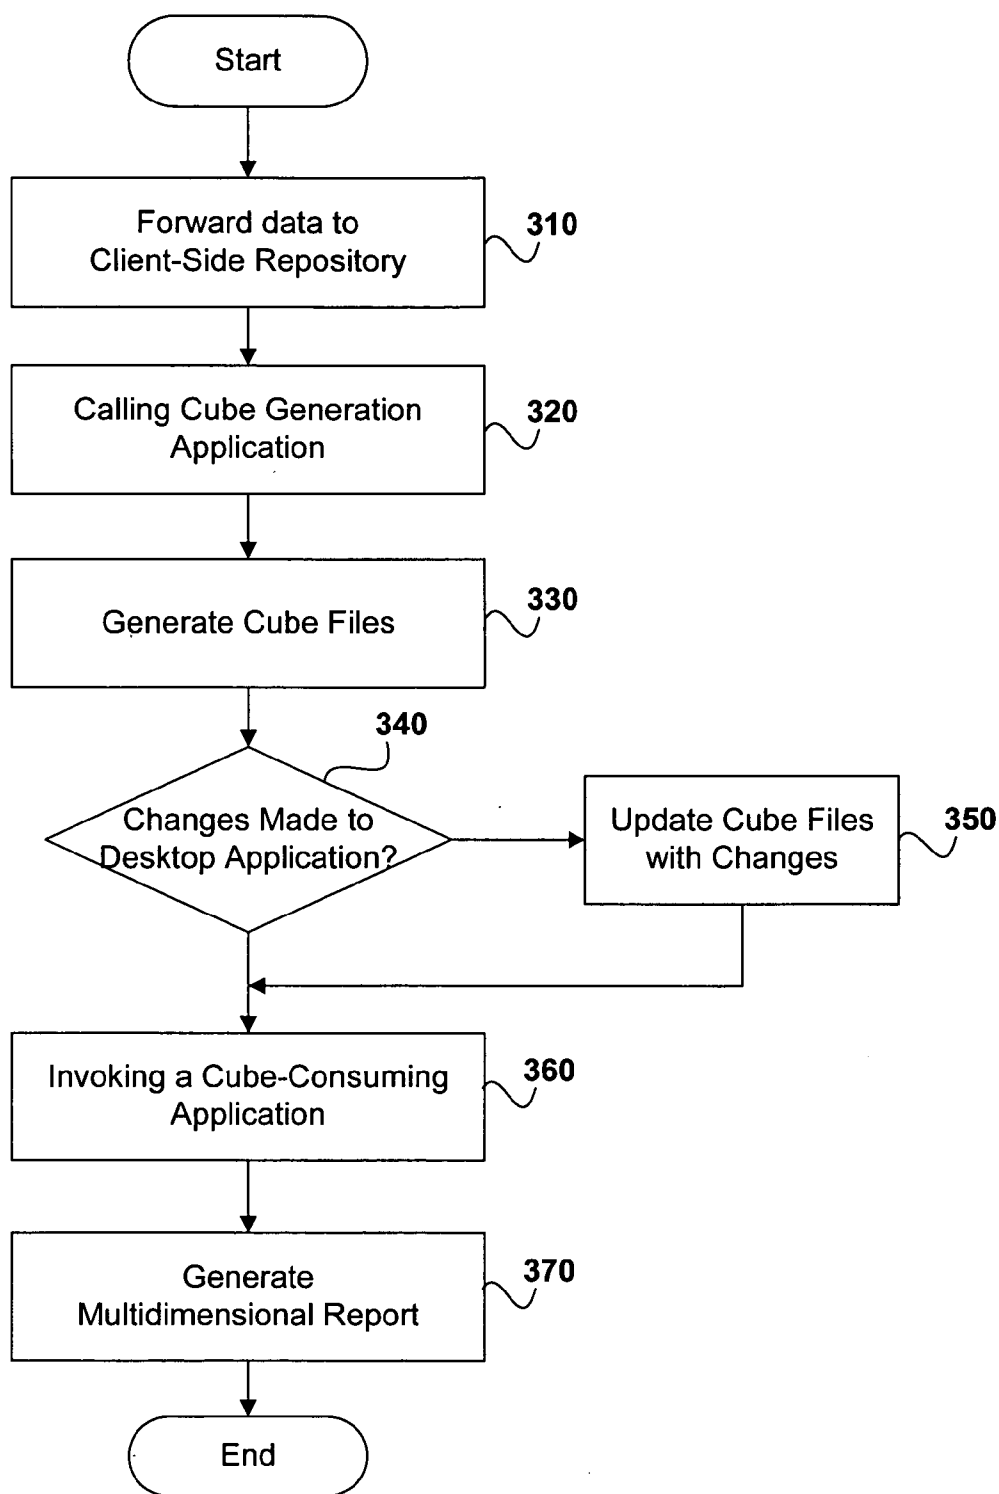 Start
Forward data to
Client-Side Repository
310
Calling Cube Generation
Application
320
Generate Cube Files
330
340
Changes Made to
Desktop Application?
Update Cube Files
with Changes
350
Invoking a Cube-Consuming
Application
360
Generate
Multidimensional Report
370
End